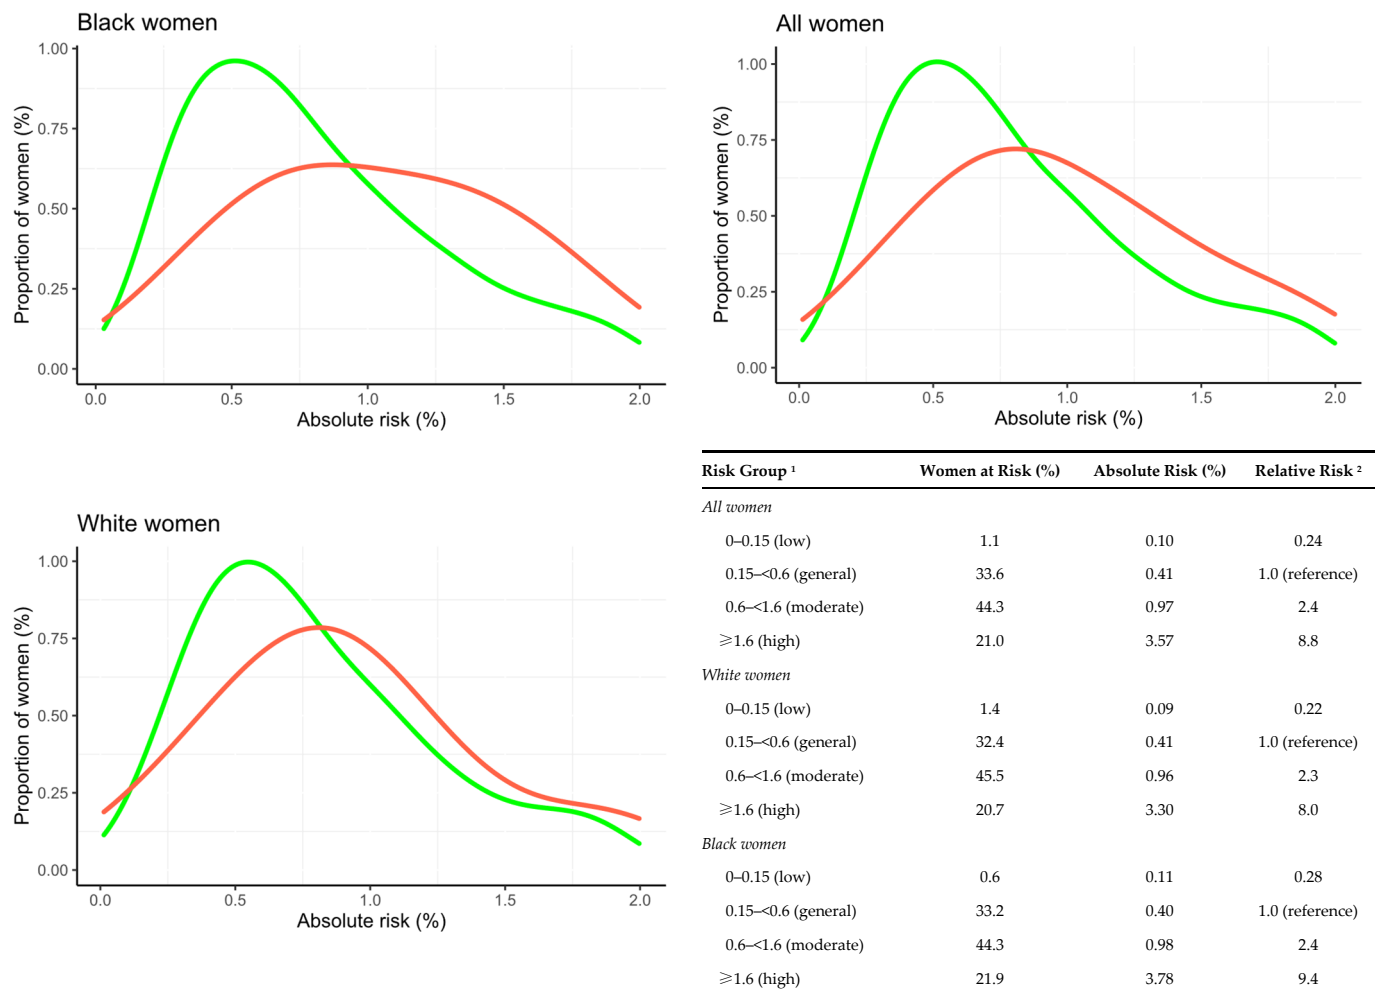 Black women
Proportion of women (%)
1.00
0.75
0.50
0.25
0.00
0.0 0.5 1.0 1.5 2.0
Absolute risk (%)
All women
Proportion of women (%)
1.00
0.75
0.50
0.25
0.00
0.0 0.5 1.0 1.5 2.0
Absolute risk (%)
White women
Proportion of women (%)
1.00
0.75
0.50
0.25
0.00
0.0 0.5 1.0 1.5 2.0
Absolute risk (%)
Risk Group ¹ Women at Risk (%) Absolute Risk (%) Relative Risk ²
All women
0–0.15 (low) 1.1 0.10 0.24
0.15–<0.6 (general) 33.6 0.41 1.0 (reference)
0.6–<1.6 (moderate) 44.3 0.97 2.4
⩾1.6 (high) 21.0 3.57 8.8
White women
0–0.15 (low) 1.4 0.09 0.22
0.15–<0.6 (general) 32.4 0.41 1.0 (reference)
0.6–<1.6 (moderate) 45.5 0.96 2.3
⩾1.6 (high) 20.7 3.30 8.0
Black women
0–0.15 (low) 0.6 0.11 0.28
0.15–<0.6 (general) 33.2 0.40 1.0 (reference)
0.6–<1.6 (moderate) 44.3 0.98 2.4
⩾1.6 (high) 21.9 3.78 9.4